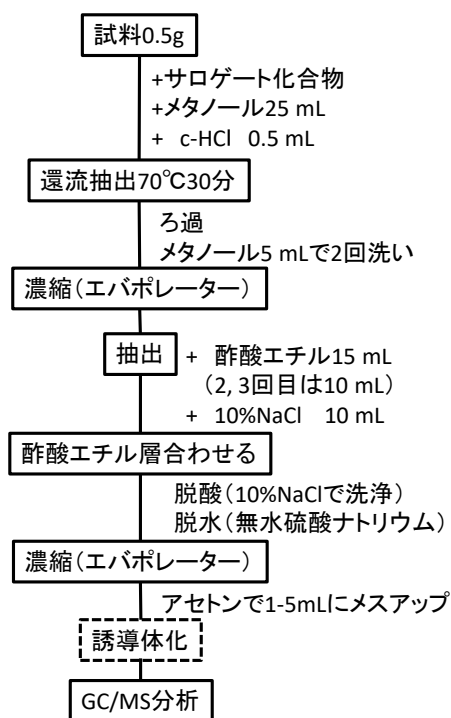 試料0.5g
+サロゲート化合物
+メタノール25 mL
+ c-HCl 0.5 mL
還流抽出70℃30分
ろ過
メタノール5 mLで2回洗い
濃縮(エバポレーター)
抽出
+ 酢酸エチル15 mL
(2, 3回目は10 mL)
+ 10%NaCl 10 mL
酢酸エチル層合わせる
脱酸(10%NaClで洗浄)
脱水(無水硫酸ナトリウム)
濃縮(エバポレーター)
アセトンで1-5mLにメスアップ
誘導体化
GC/MS分析